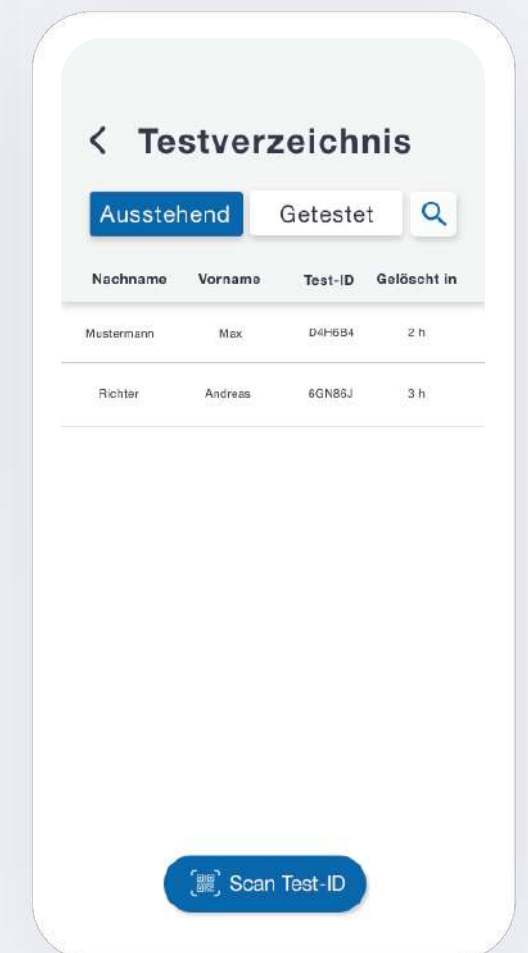 Testverzeichnis
Ausstehend Getestet
Nachname Vorname Test-ID Gelöscht in
Mustermann Max D4H6B4 2 h
Richter Andreas 6GN86J 3 h
Scan Test-ID